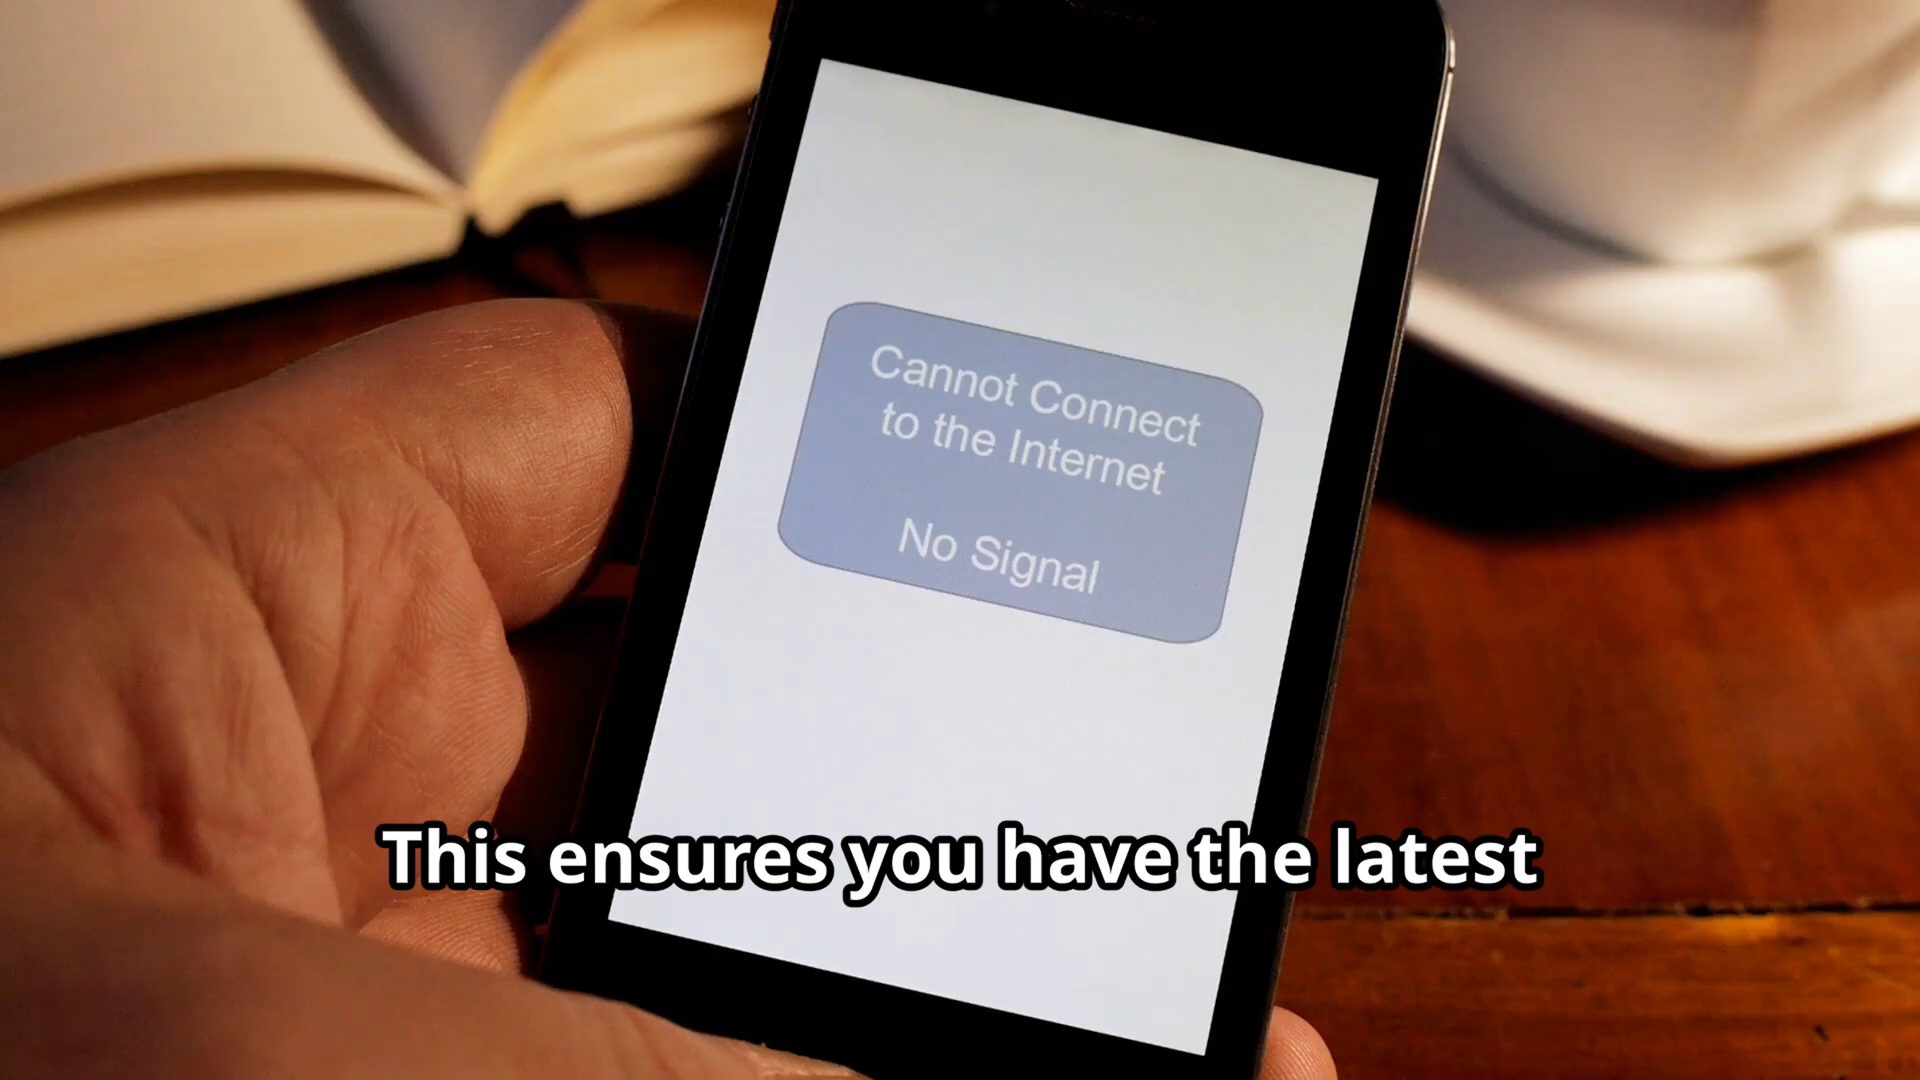 Cannot Connect
to the Internet
No Signal
This ensures you have the latest